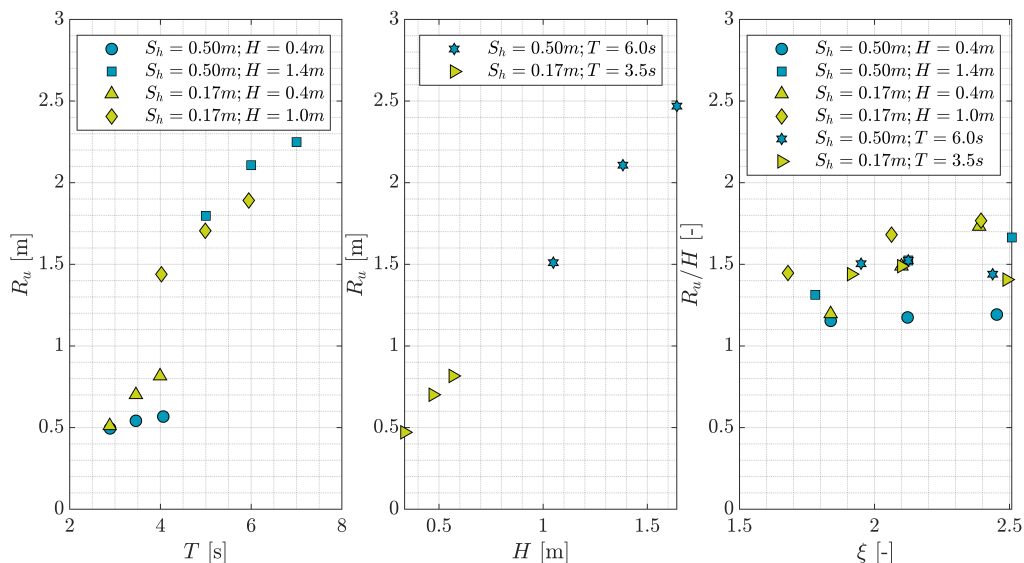 3
2.5
2
1.5
1
0.5
0
R_u [m]
S_h = 0.50m; H = 0.4m
S_h = 0.50m; H = 1.4m
S_h = 0.17m; H = 0.4m
S_h = 0.17m; H = 1.0m
2 4 6 8
T [s]
3
2.5
2
1.5
1
0.5
0
R_u [m]
S_h = 0.50m; T = 6.0s
S_h = 0.17m; T = 3.5s
0.5 1 1.5
H [m]
3
2.5
2
1.5
1
0.5
0
R_u/H [-]
S_h = 0.50m; H = 0.4m
S_h = 0.50m; H = 1.4m
S_h = 0.17m; H = 0.4m
S_h = 0.17m; H = 1.0m
S_h = 0.50m; T = 6.0s
S_h = 0.17m; T = 3.5s
1.5 2 2.5
ξ [-]